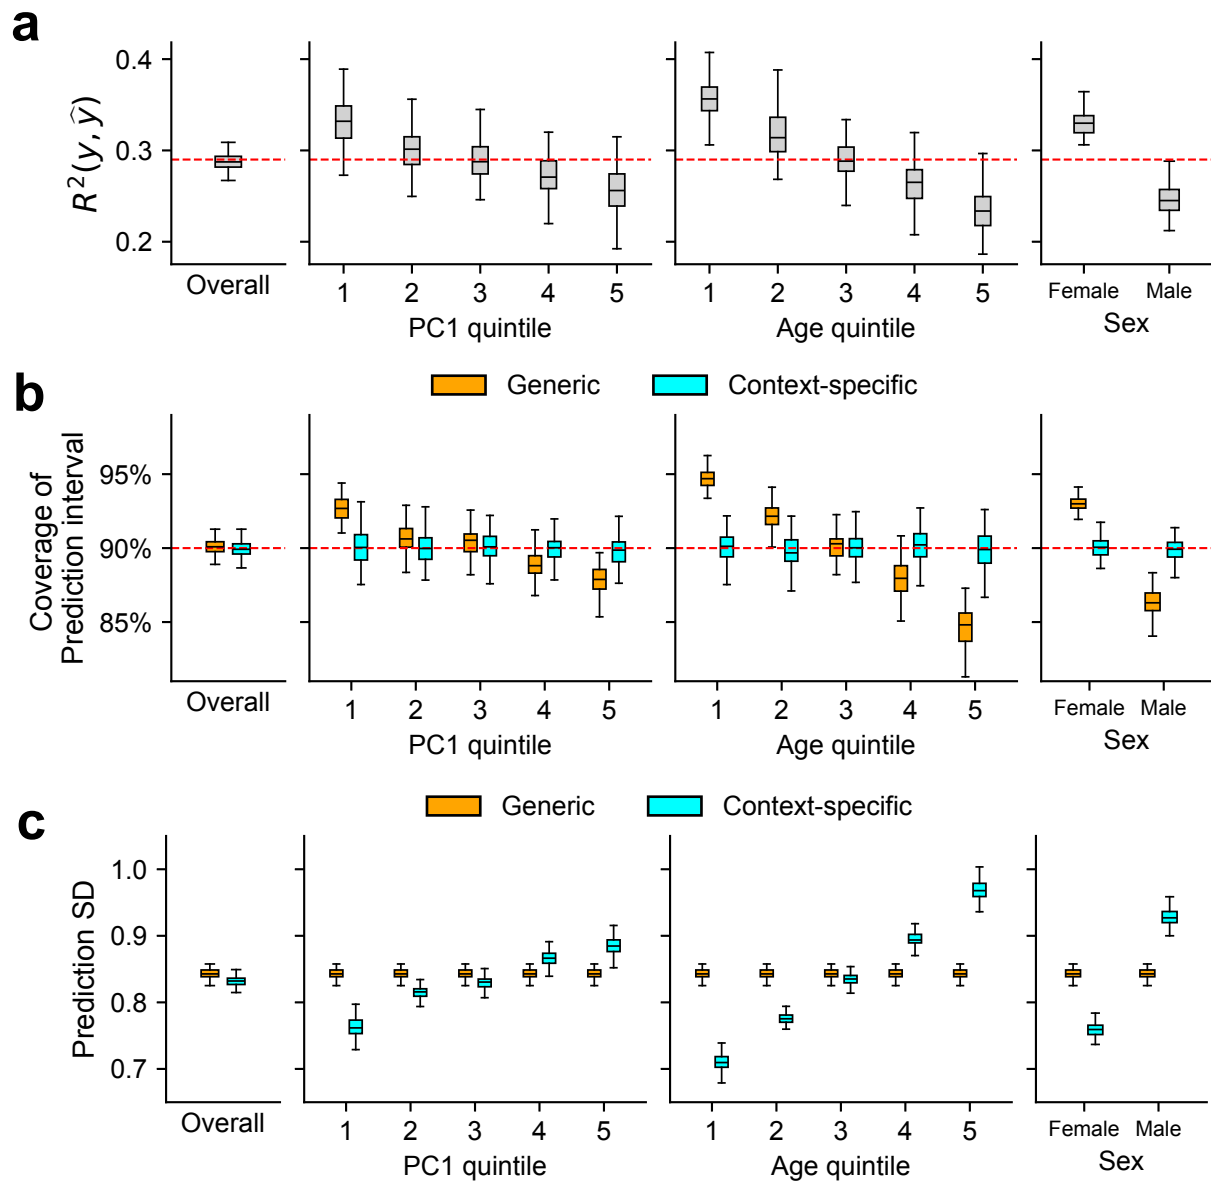 a
R²(y, ŷ)
0.4
0.3
0.2
Overall
1 2 3 4 5
PC1 quintile
1 2 3 4 5
Age quintile
Female Male
Sex
b
Generic Context-specific
Coverage of
Prediction interval
95%
90%
85%
Overall
1 2 3 4 5
PC1 quintile
1 2 3 4 5
Age quintile
Female Male
Sex
c
Generic Context-specific
Prediction SD
1.0
0.9
0.8
0.7
Overall
1 2 3 4 5
PC1 quintile
1 2 3 4 5
Age quintile
Female Male
Sex